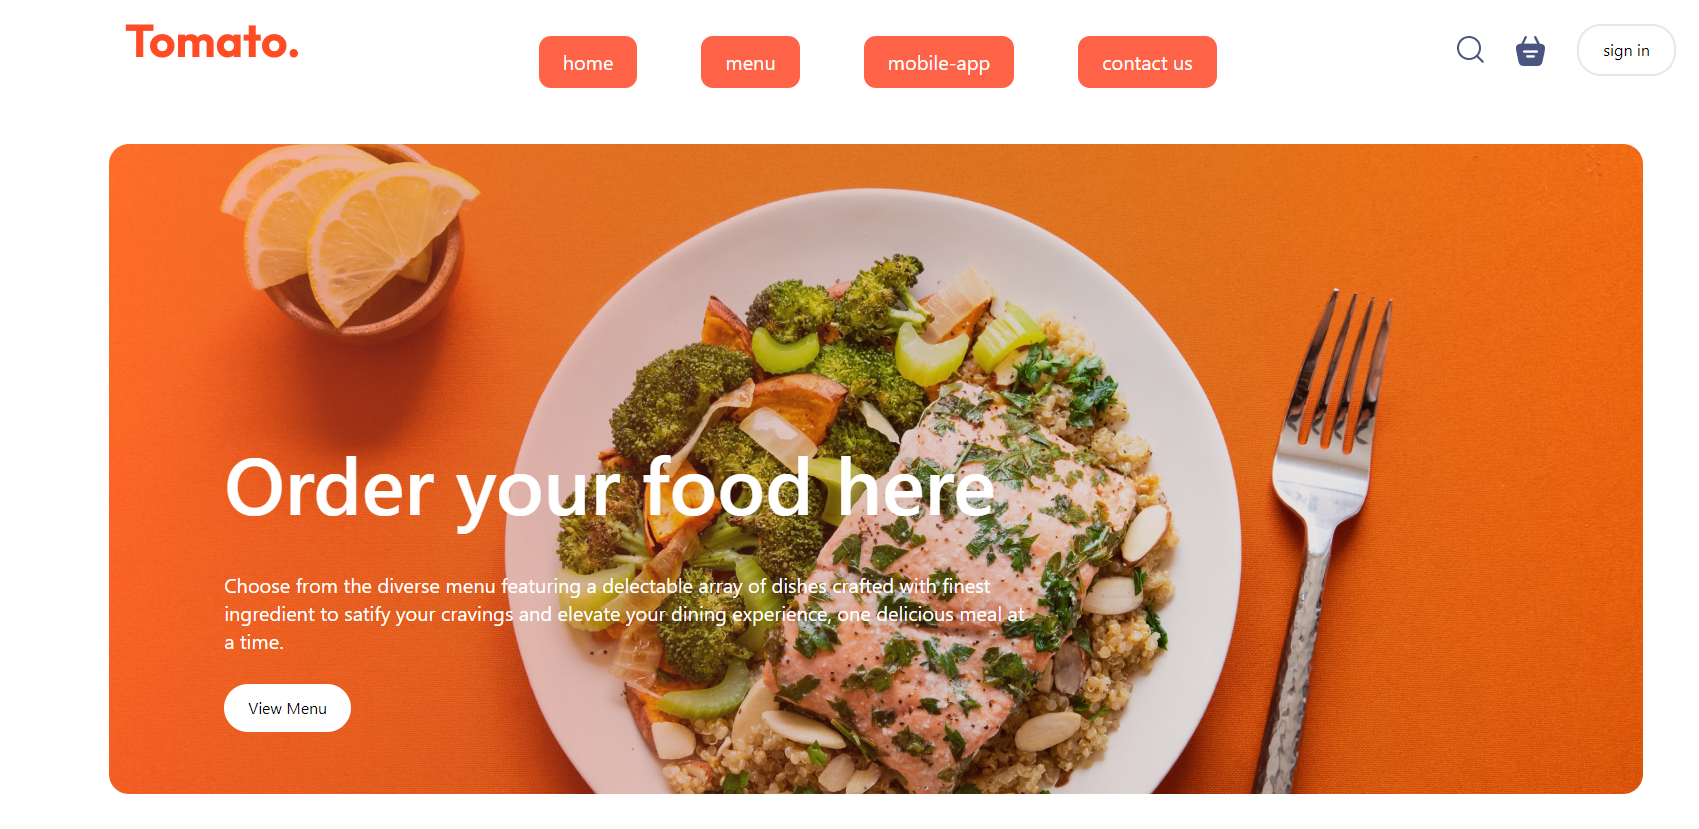 Tomato.
home
menu
mobile-app
contact us
sign in
Order your food here
Choose from the diverse menu featuring a delectable array of dishes crafted with finest
ingredient to satify your cravings and elevate your dining experience, one delicious meal at
a time.
View Menu